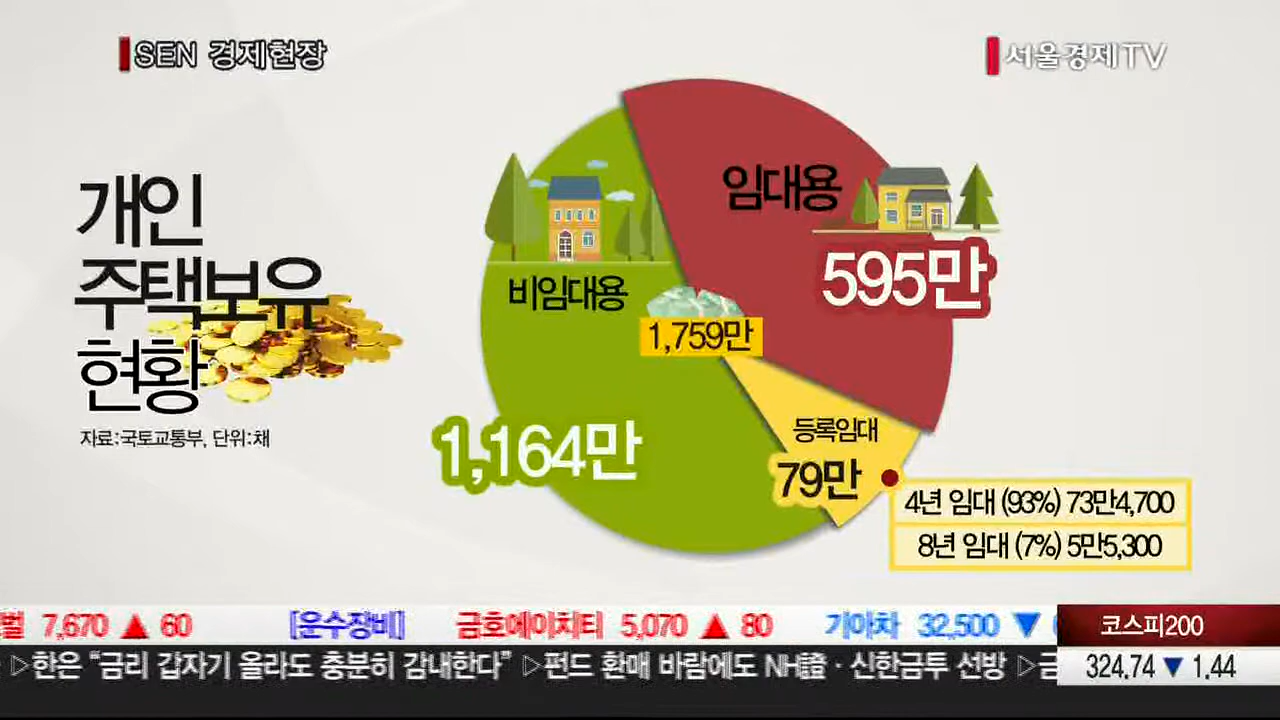 SEN 경제현장
서울경제TV
개인
주택보유
현황
자료:국토교통부, 단위:채
임대용
595만
비임대용
1,759만
1,164만
등록임대
79만
4년 임대 (93%) 73만4,700
8년 임대 (7%) 5만5,300
벌 7,670 ▲ 60 [운수장비] 금호에이치티 5,070 ▲ 80 기아차 32,500 ▼
코스피200
▷한은 “금리 갑자기 올라도 충분히 감내한다” ▷펀드 환매 바람에도 NH證·신한금투 선방 ▷금
324.74 ▼ 1.44